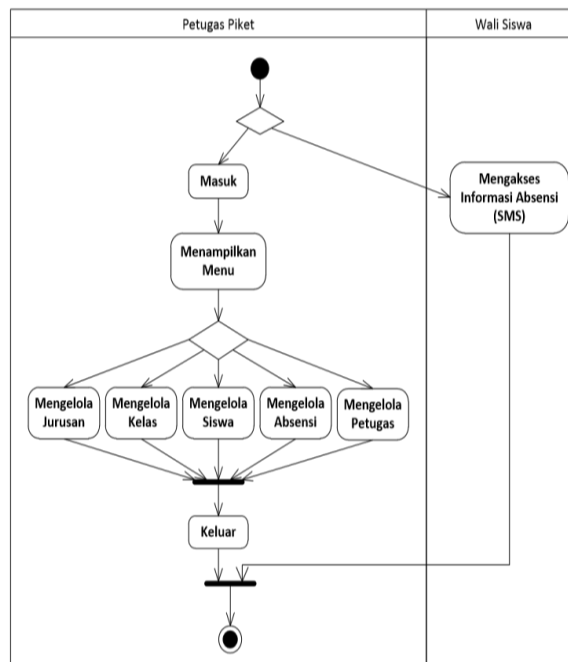 Petugas Piket
Wali Siswa
Masuk
Mengakses
Informasi Absensi
(SMS)
Menampilkan
Menu
Mengelola
Jurusan
Mengelola
Kelas
Mengelola
Siswa
Mengelola
Absensi
Mengelola
Petugas
Keluar